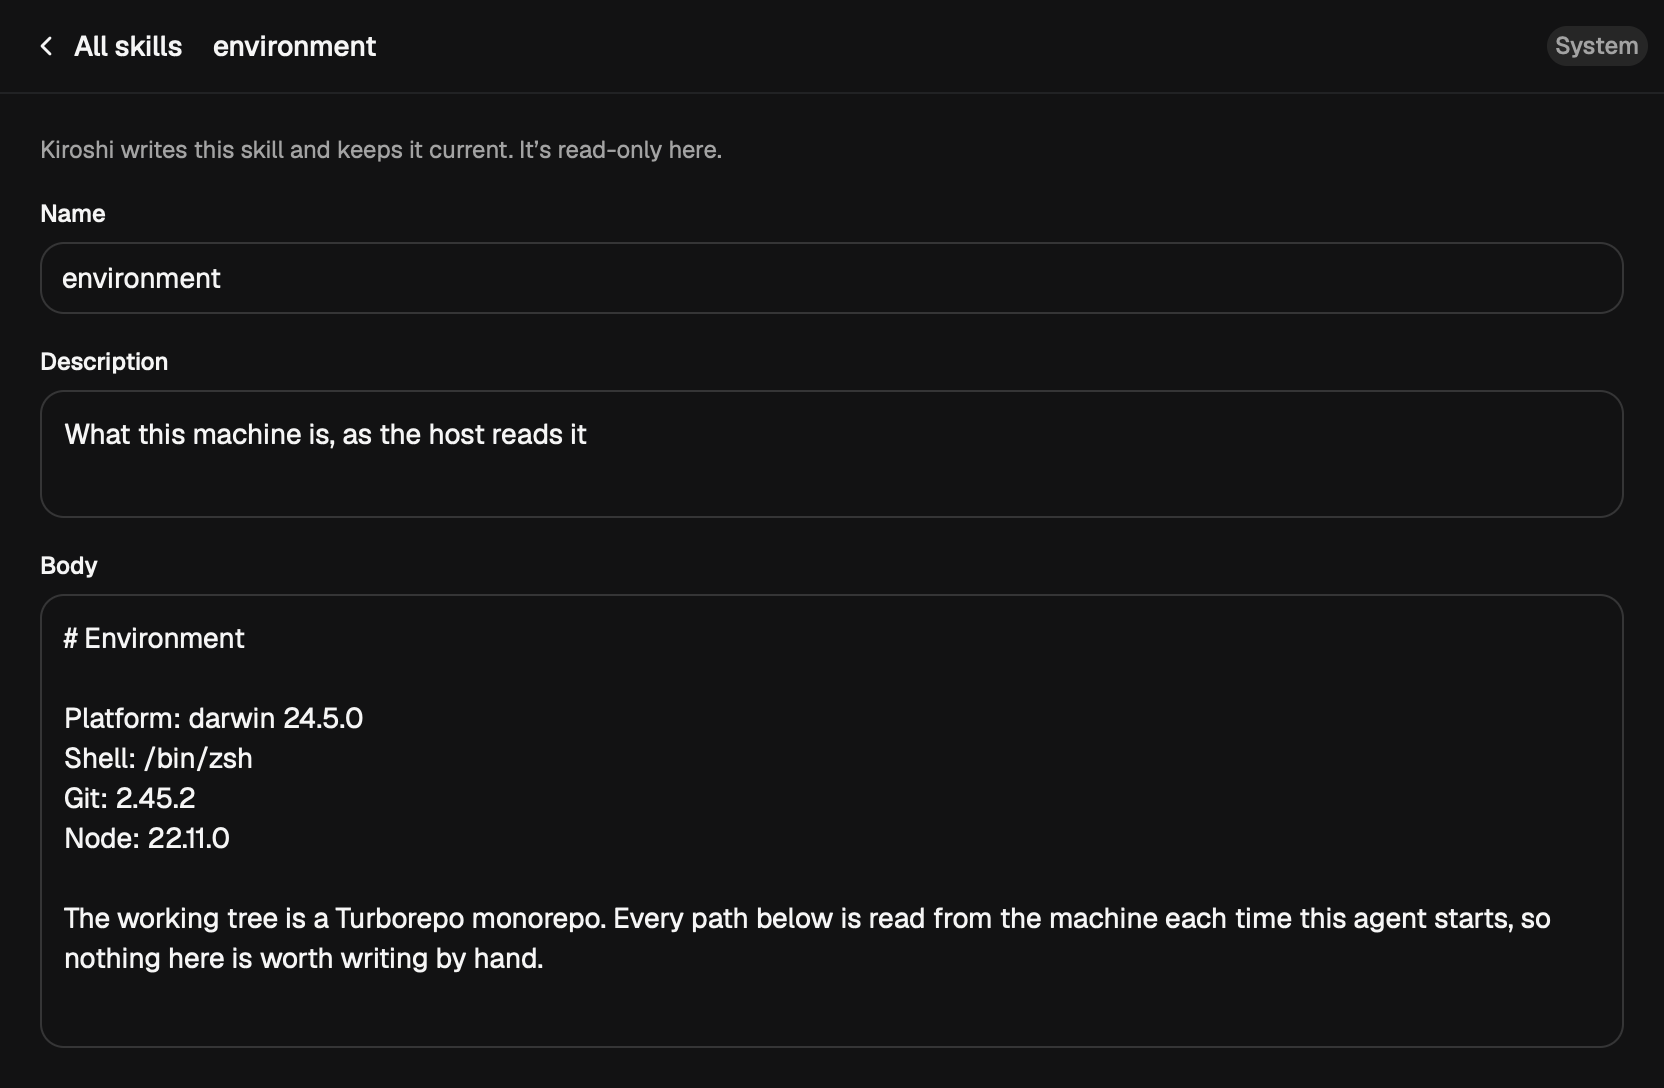 All skills environment System
Kiroshi writes this skill and keeps it current. It’s read-only here.
Name
environment
Description
What this machine is, as the host reads it
Body
# Environment
Platform: darwin 24.5.0
Shell: /bin/zsh
Git: 2.45.2
Node: 22.11.0
The working tree is a Turborepo monorepo. Every path below is read from the machine each time this agent starts, so
nothing here is worth writing by hand.